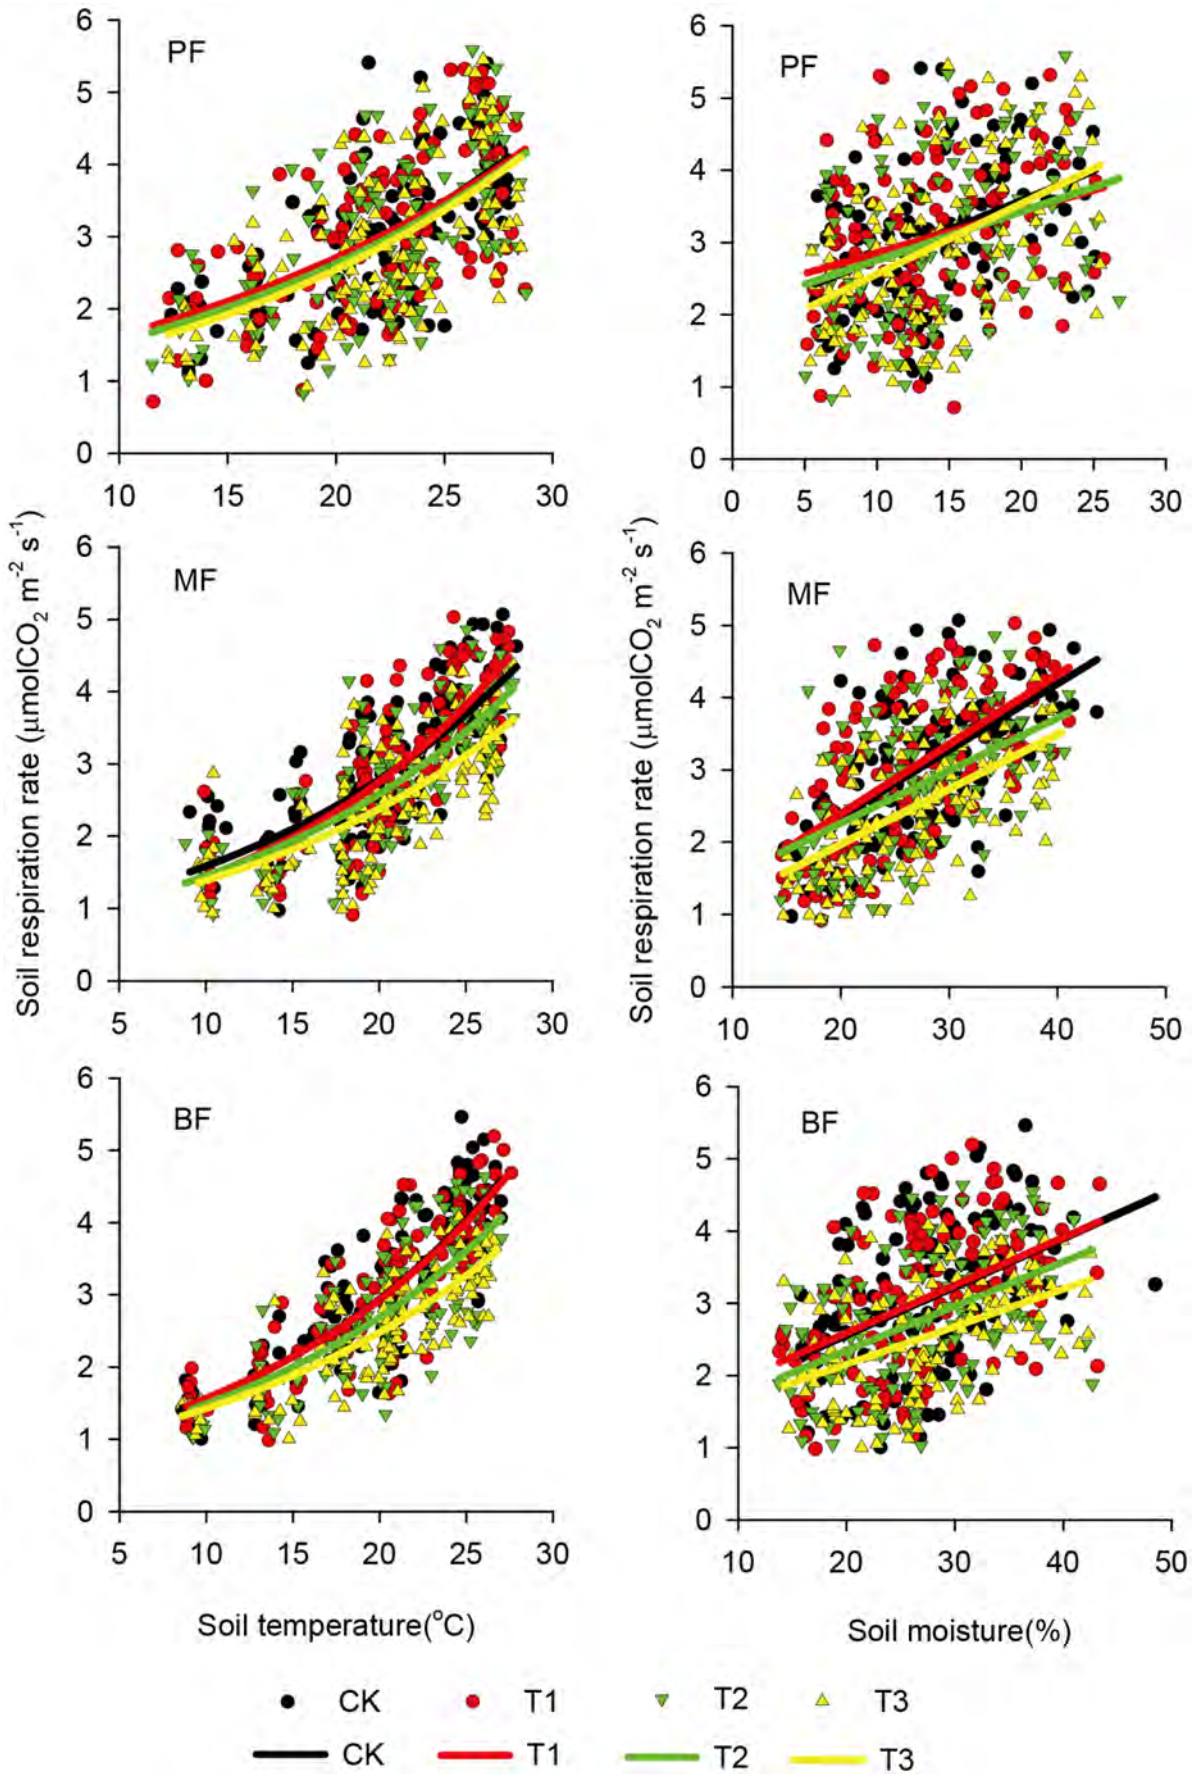 PF
6
5
4
3
2
1
0
10 15 20 25 30
PF
6
5
4
3
2
1
0
0 5 10 15 20 25 30
Soil respiration rate (μmolCO2 m-2 s-1)
MF
6
5
4
3
2
1
0
5 10 15 20 25 30
Soil respiration rate (μmolCO2 m-2 s-1)
MF
6
5
4
3
2
1
0
10 20 30 40 50
BF
6
5
4
3
2
1
0
5 10 15 20 25 30
BF
6
5
4
3
2
1
0
10 20 30 40 50
Soil temperature(oC)
Soil moisture(%)
CK T1 T2 T3
CK T1 T2 T3